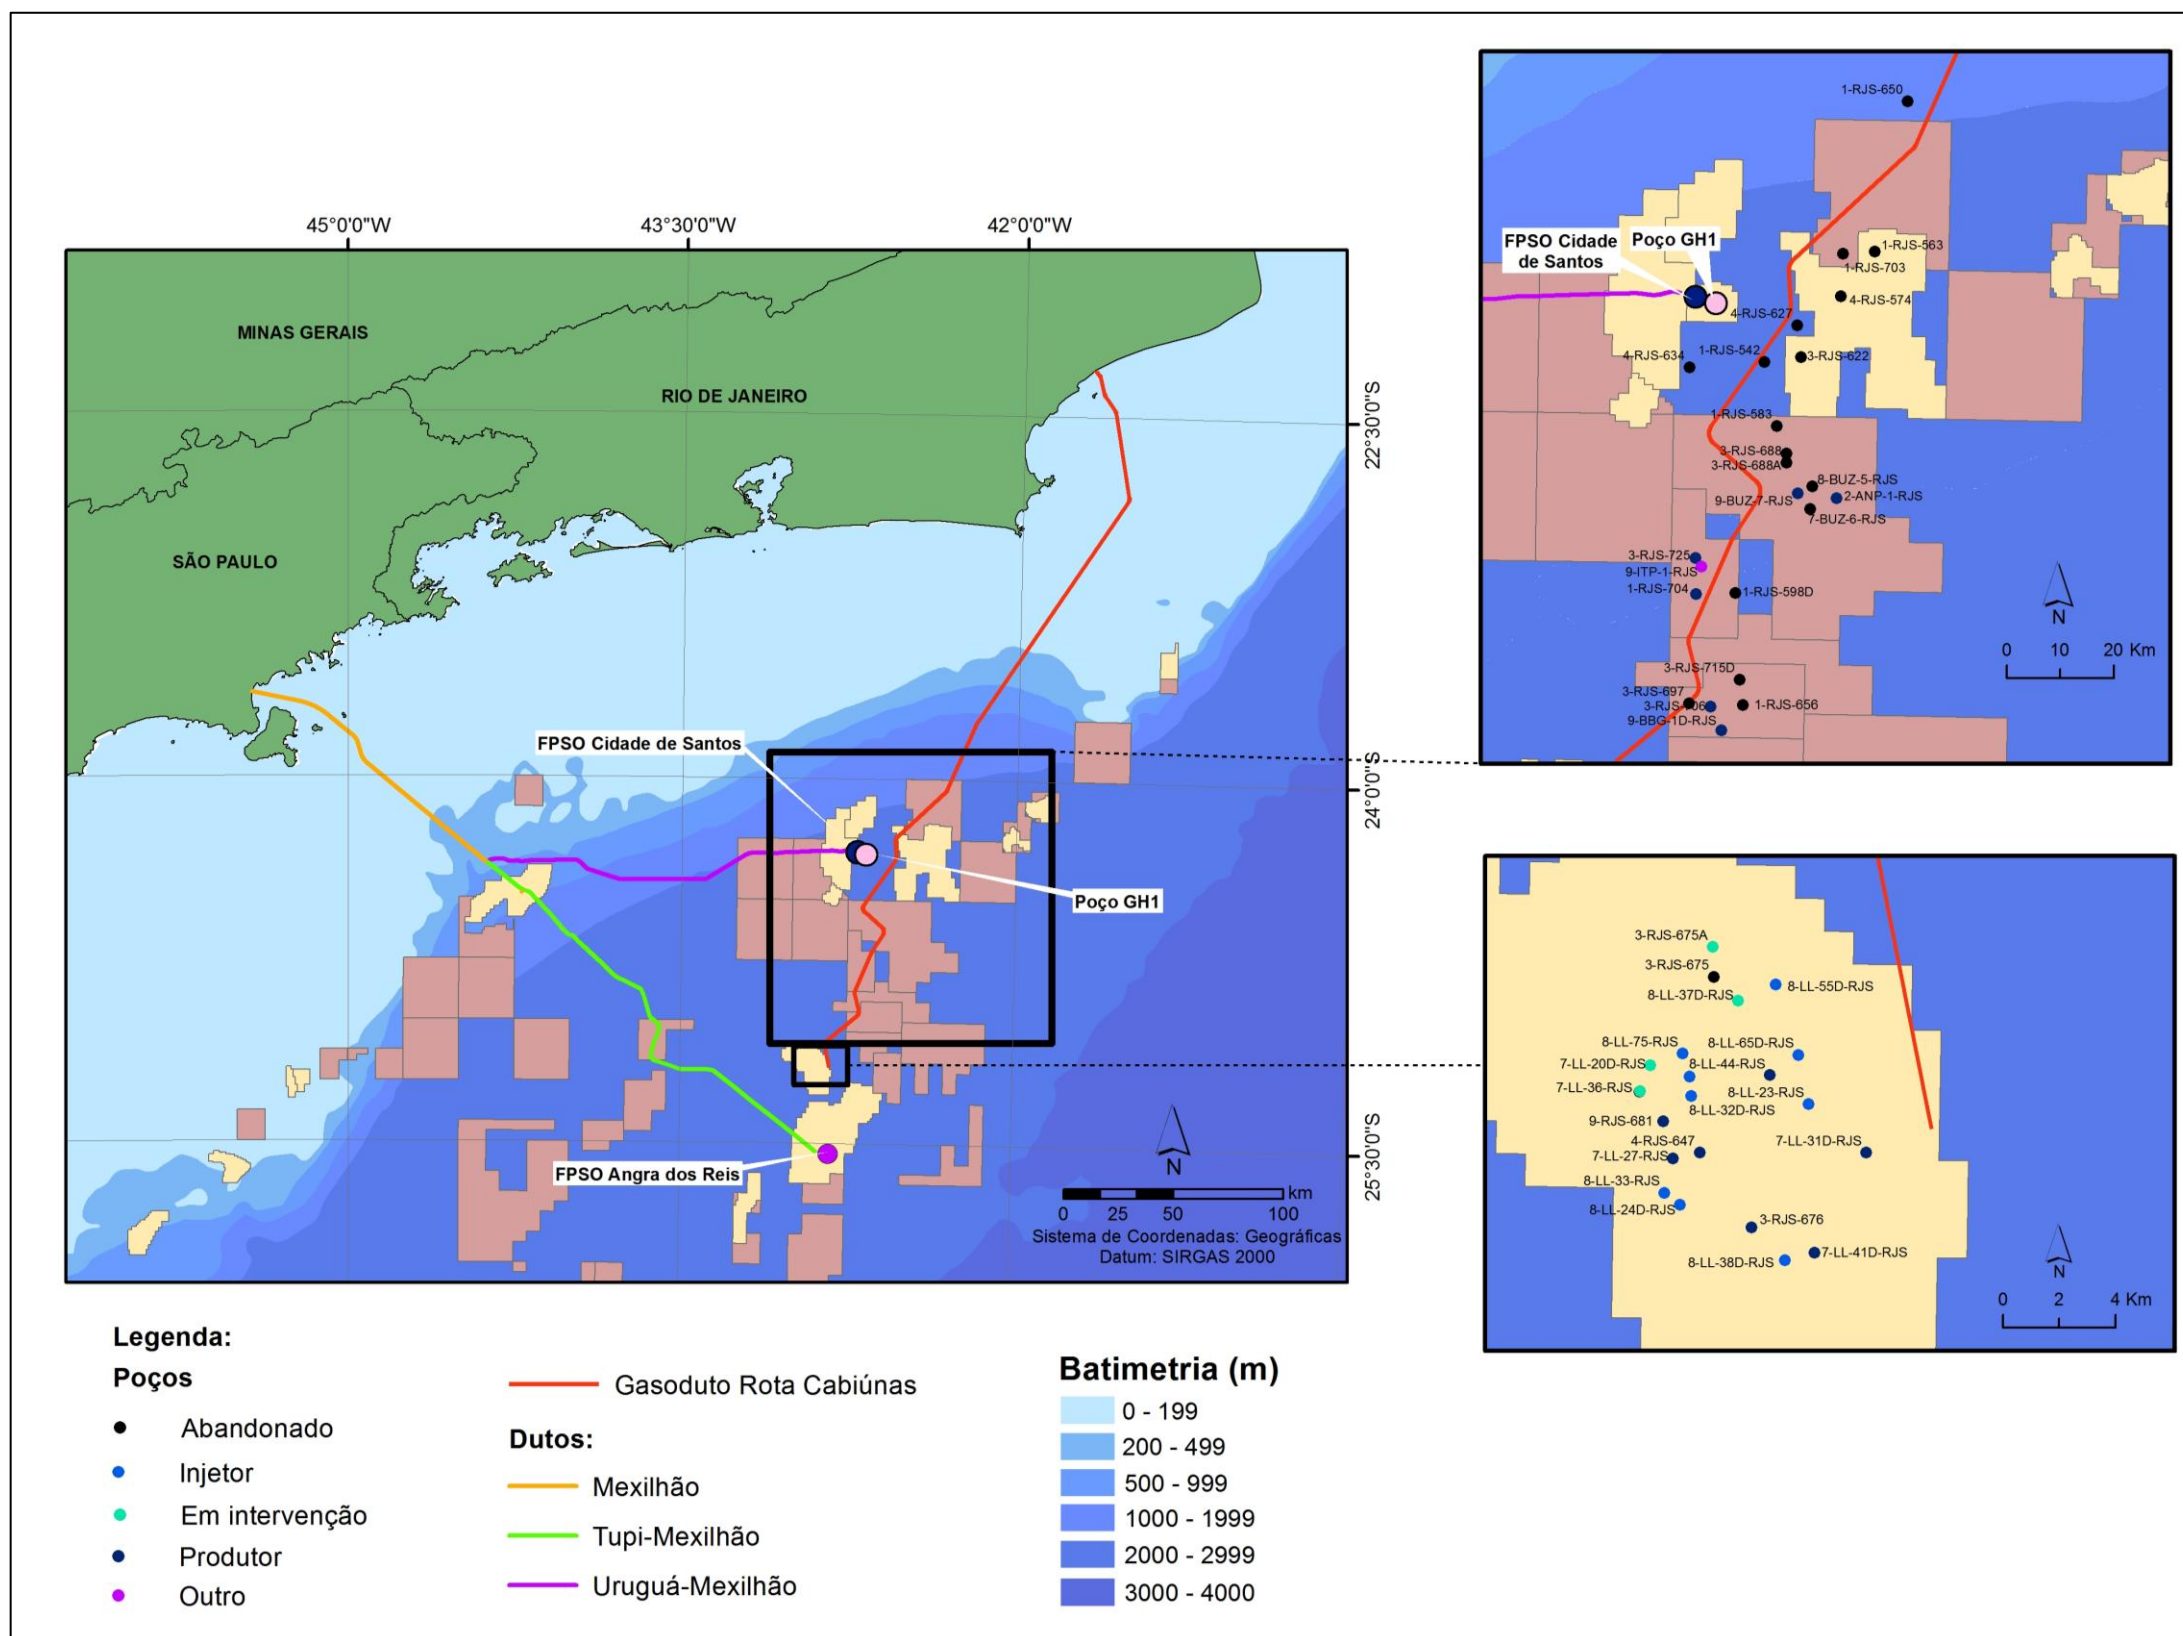 45°0'0"W
43°30'0"W
42°0'0"W
MINAS GERAIS
RIO DE JANEIRO
SÃO PAULO
22°30'0"S
24°0'0"S
25°30'0"S
FPSO Cidade de Santos
Poço GH1
FPSO Angra dos Reis
N
km
0 25 50 100
Sistema de Coordenadas: Geográficas
Datum: SIRGAS 2000
1-RJS-650
FPSO Cidade
de Santos
Poço GH1
1-RJS-563
1-RJS-703
4-RJS-574
4-RJS-627
4-RJS-634
1-RJS-542
3-RJS-622
1-RJS-583
3-RJS-688
3-RJS-688A
8-BUZ-5-RJS
9-BUZ-7-RJS
2-ANP-1-RJS
7-BUZ-6-RJS
3-RJS-725
9-ITP-1-RJS
1-RJS-704
1-RJS-598D
3-RJS-715D
3-RJS-697
3-RJS-706
1-RJS-656
9-BBG-1D-RJS
N
0 10 20 Km
3-RJS-675A
3-RJS-675
8-LL-37D-RJS
8-LL-55D-RJS
8-LL-75-RJS
8-LL-65D-RJS
7-LL-20D-RJS
8-LL-44-RJS
7-LL-36-RJS
8-LL-23-RJS
8-LL-32D-RJS
9-RJS-681
4-RJS-647
7-LL-31D-RJS
7-LL-27-RJS
8-LL-33-RJS
8-LL-24D-RJS
3-RJS-676
7-LL-41D-RJS
8-LL-38D-RJS
N
0 2 4 Km
Legenda:
Poços
Abandonado
Injetor
Em intervenção
Produtor
Outro
Gasoduto Rota Cabiúnas
Dutos:
Mexilhão
Tupi-Mexilhão
Uruguá-Mexilhão
Batimetria (m)
0 - 199
200 - 499
500 - 999
1000 - 1999
2000 - 2999
3000 - 4000